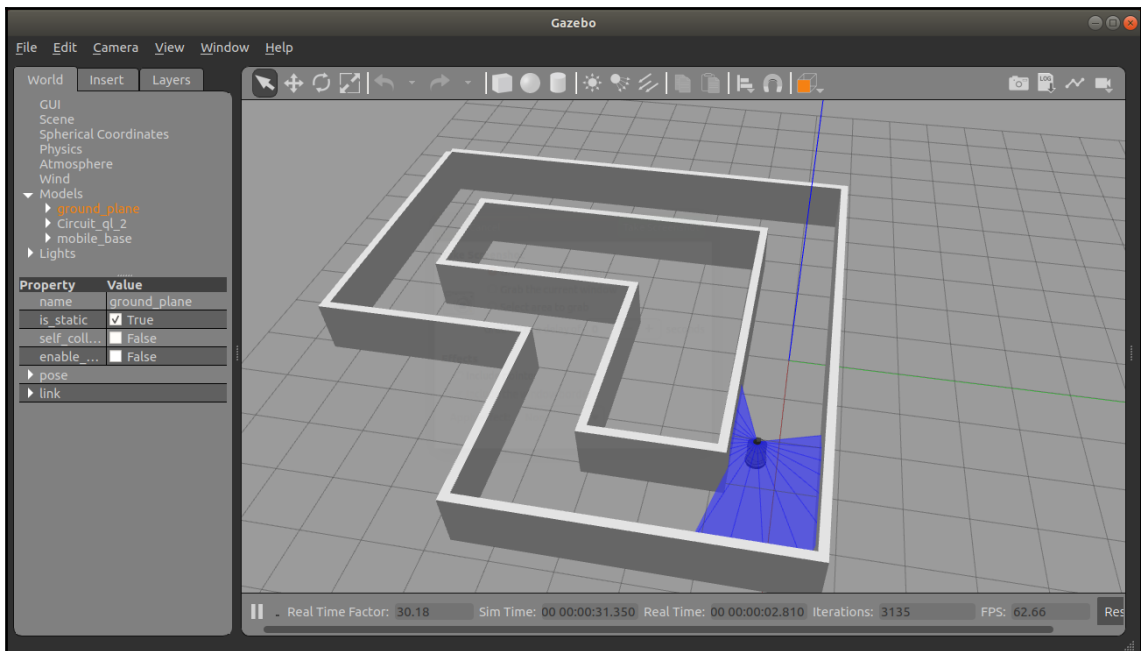 Gazebo
File Edit Camera View Window Help
World Insert Layers
LOG
GUI
Scene
Spherical Coordinates
Physics
Atmosphere
Wind
Models
ground_plane
Circuit_ql_2
mobile_base
Lights
Property Value
name ground_plane
is_static True
self_coll... False
enable_... False
pose
link
Real Time Factor: 30.18 Sim Time: 00 00:00:31.350 Real Time: 00 00:00:02.810 Iterations: 3135 FPS: 62.66 Res